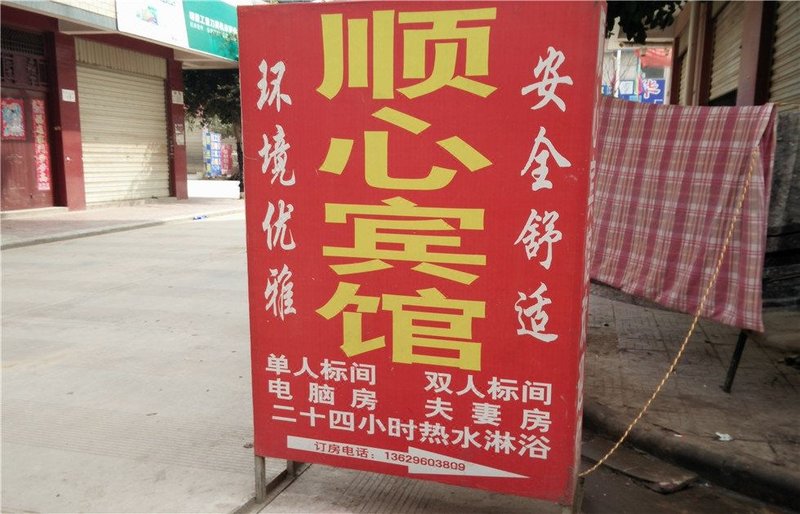 顺心宾馆
环境优雅
安全舒适
单人标间 双人标间
电脑房 夫妻房
二十四小时热水淋浴
订房电话：13629603809